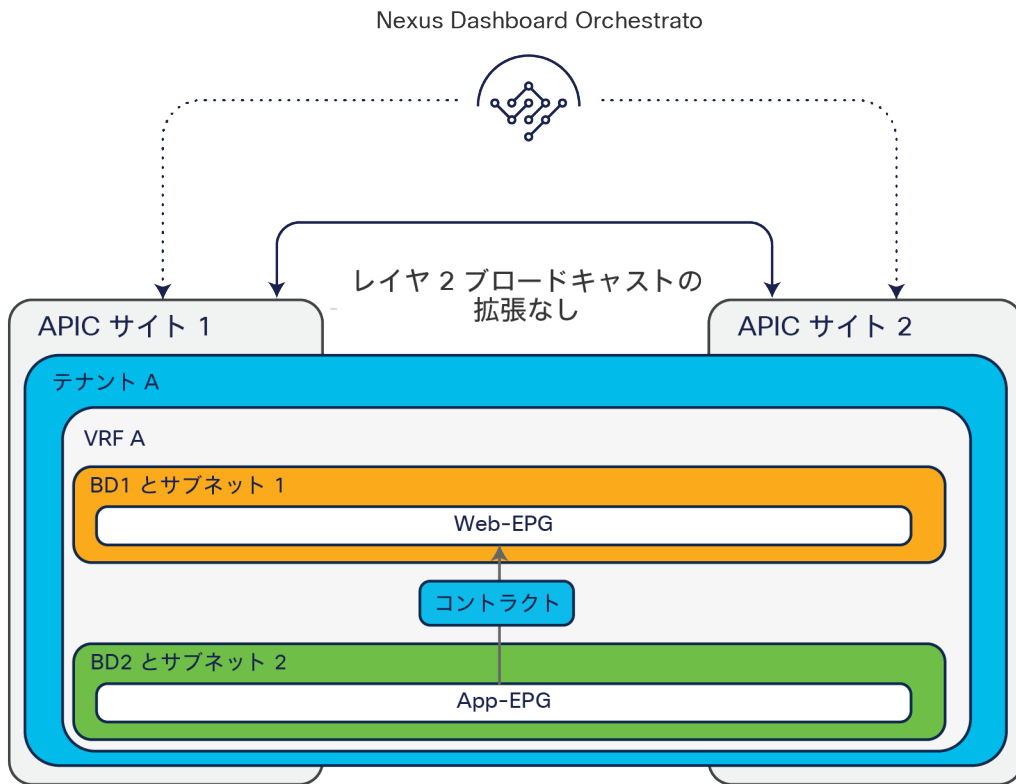 Nexus Dashboard Orchestrato
レイヤ 2 ブロードキャストの
拡張なし
APIC サイト 1
APIC サイト 2
テナント A
VRF A
BD1 とサブネット 1
Web-EPG
コントラクト
BD2 とサブネット 2
App-EPG